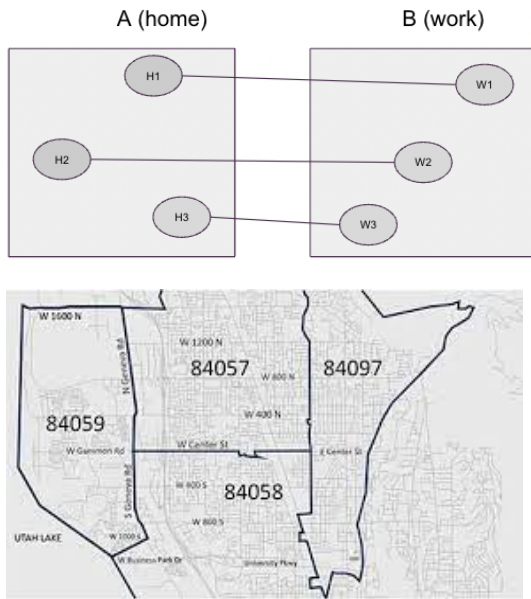 A (home)
B (work)
H1
W1
H2
W2
H3
W3
W 1600 N
N Geneva Rd
W 1200 N
84057
84097
W 800 N
W 400 N
84059
W Center St
E Center St
W Gammon Rd
S Geneva Rd
W 400 S
84058
W 800 S
UTAH LAKE
W 1000 S
W Business Park Dr
University Pkwy